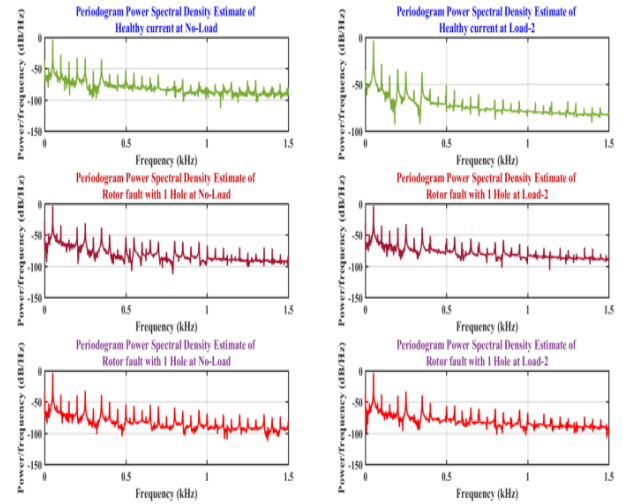 Periodogram Power Spectral Density Estimate of
Healthy current at No-Load
Power/frequency (dB/Hz)
0
-50
-100
-150
0
0.5
1
1.5
Frequency (kHz)
Periodogram Power Spectral Density Estimate of
Healthy current at Load-2
Power/frequency (dB/Hz)
0
-50
-100
0
0.5
1
1.5
Frequency (kHz)
Periodogram Power Spectral Density Estimate of
Rotor fault with 1 Hole at No-Load
Power/frequency (dB/Hz)
0
-50
-100
-150
0
0.5
1
1.5
Frequency (kHz)
Periodogram Power Spectral Density Estimate of
Rotor fault with 1 Hole at Load-2
Power/frequency (dB/Hz)
0
-50
-100
-150
0
0.5
1
1.5
Frequency (kHz)
Periodogram Power Spectral Density Estimate of
Rotor fault with 1 Hole at No-Load
Power/frequency (dB/Hz)
0
-50
-100
-150
0
0.5
1
1.5
Frequency (kHz)
Periodogram Power Spectral Density Estimate of
Rotor fault with 1 Hole at Load-2
Power/frequency (dB/Hz)
0
-50
-100
-150
0
0.5
1
1.5
Frequency (kHz)